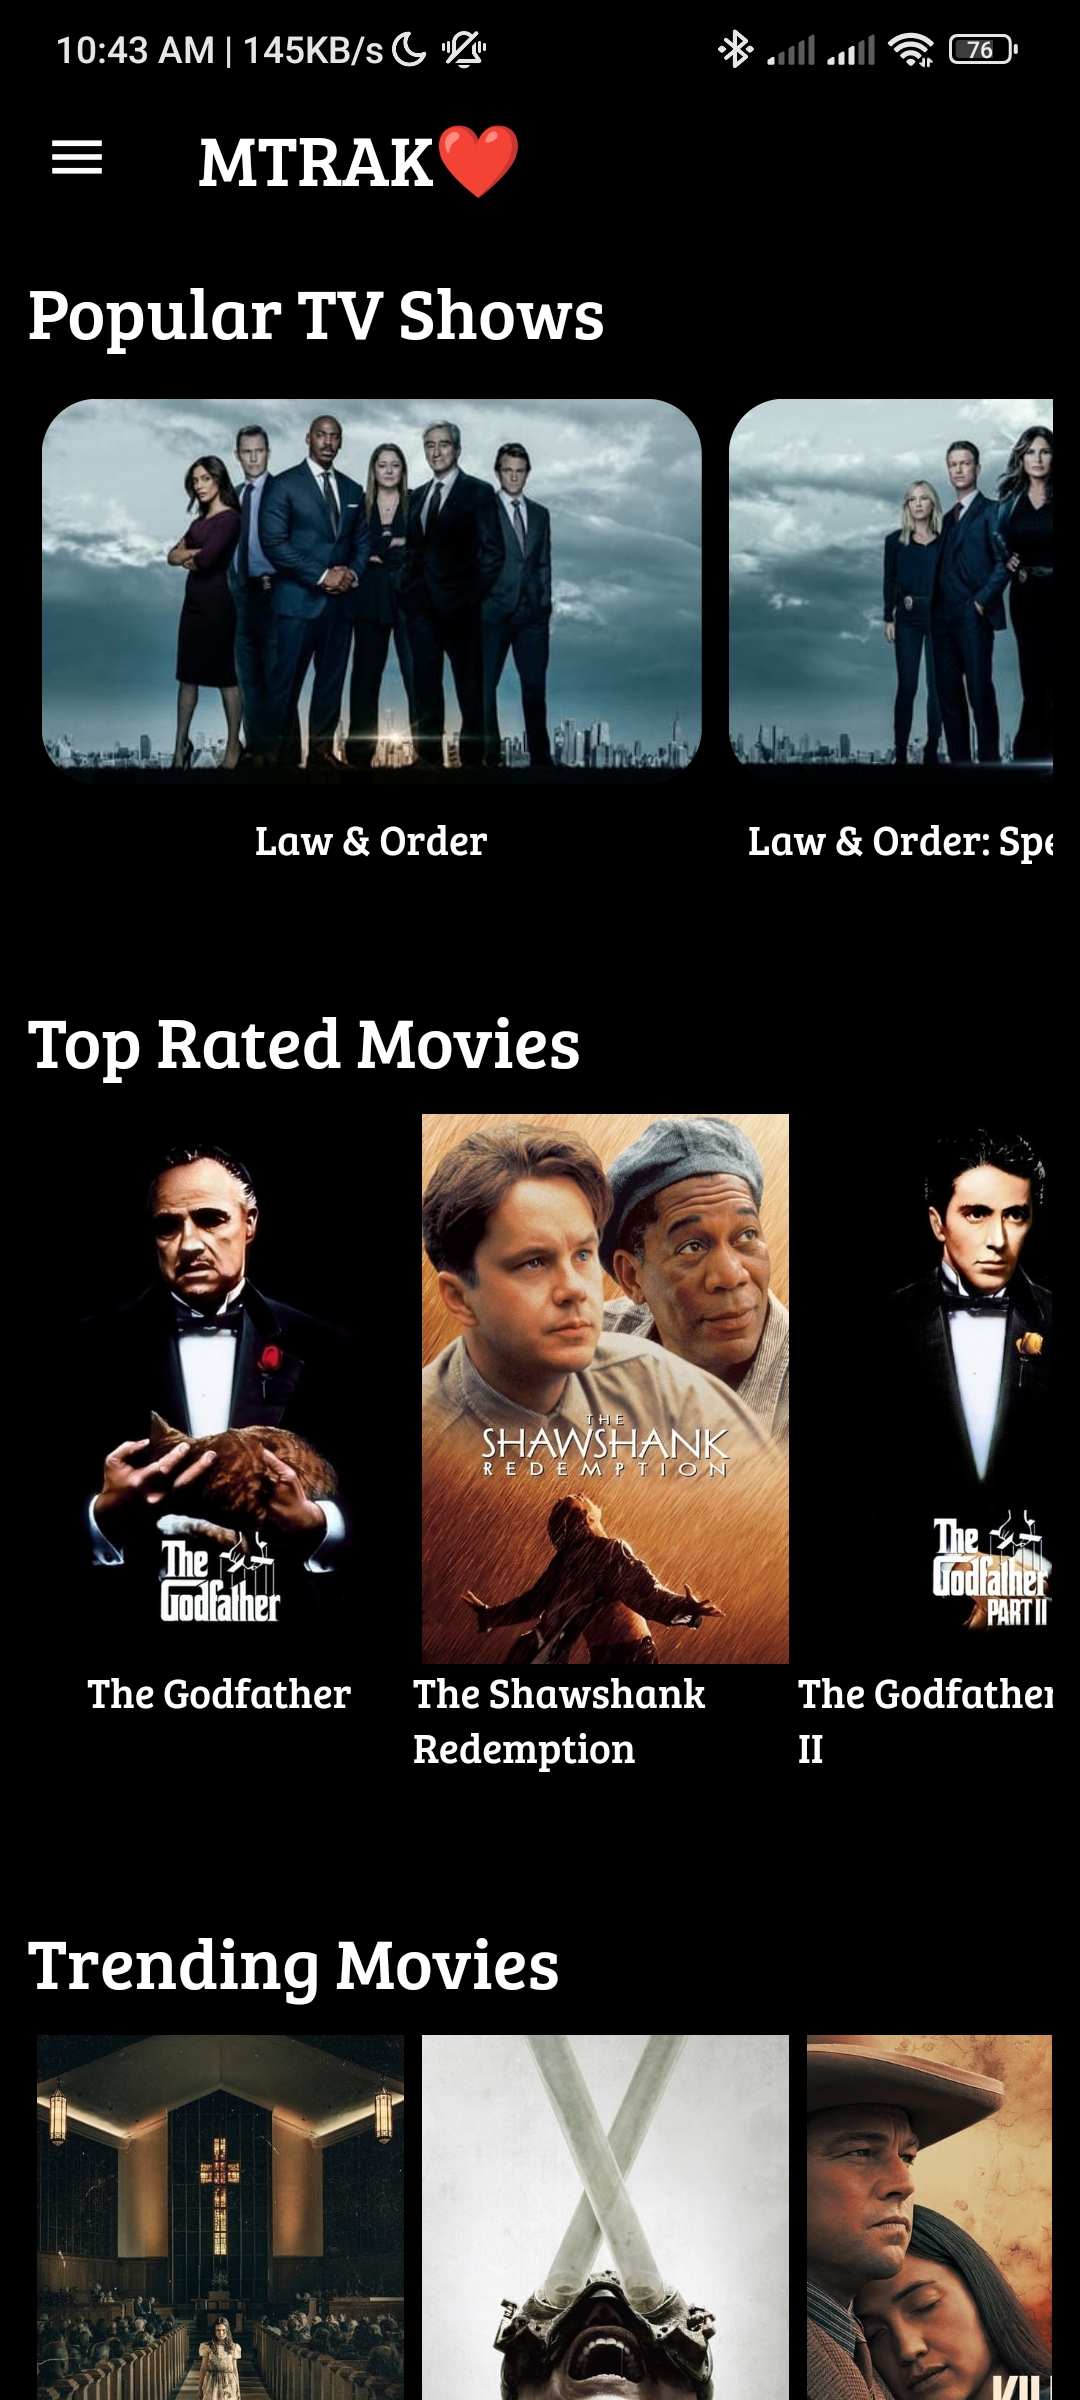 10:43 AM | 145KB/s
76
MTRAK❤️
Popular TV Shows
Law & Order
Law & Order: Spe
Top Rated Movies
The
Godfather
THE
SHAWSHANK
REDEMPTION
The
Godfather
PART II
The Godfather
The Shawshank
Redemption
The Godfather
II
Trending Movies
KIL